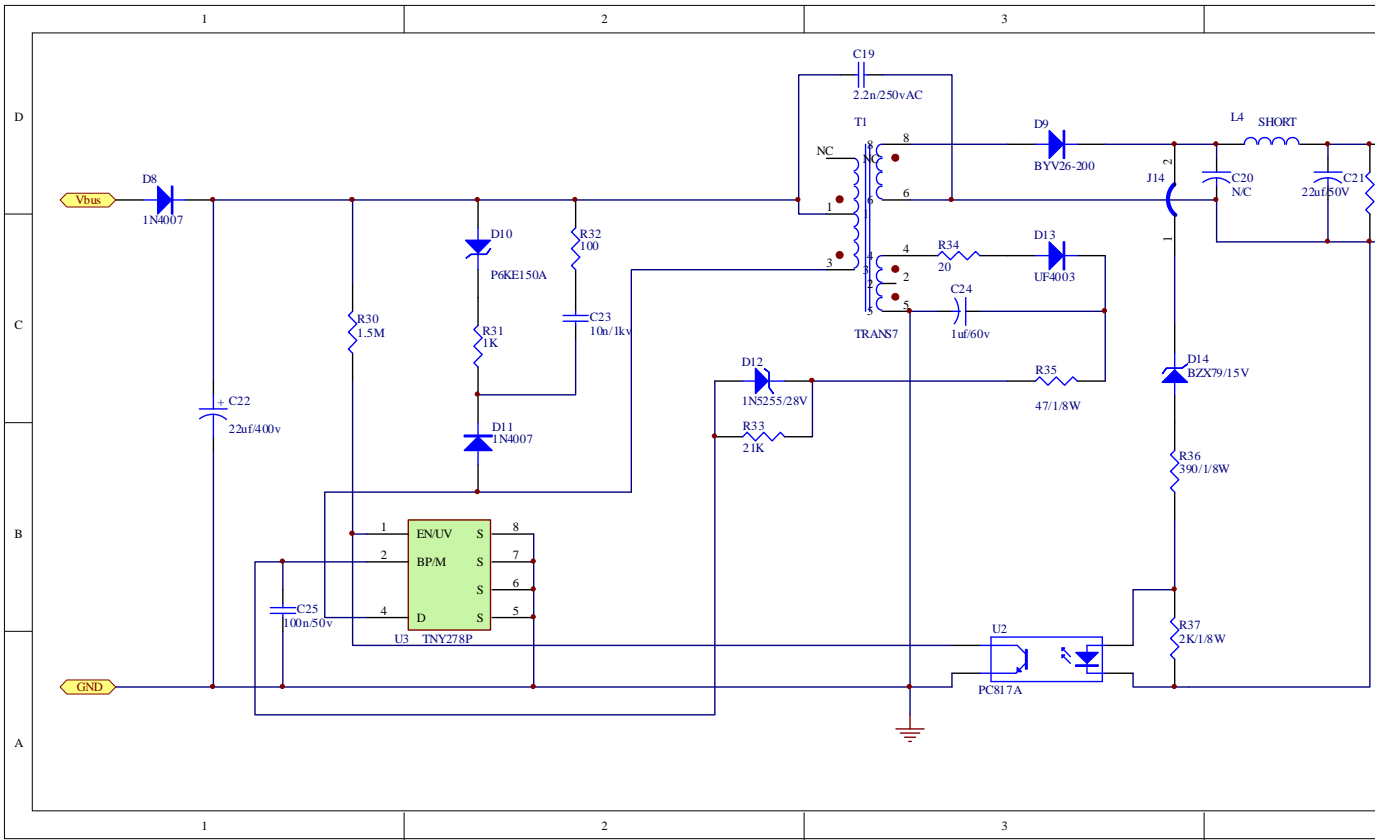 1
2
3
C19
2.2n/250vAC
D
T1
D9
L4
SHORT
8
8
NC
NC
BYV26-200
2
D8
J14
C20
N/C
C21
22uf/50V
Vbus
6
6
1N4007
1
1
D10
R32
100
D13
4
4
R34
20
P6KE150A
3
3
2
2
UF4003
1
C24
C
R30
1.5M
R31
1K
C23
10n/1kv
5
5
TRANS7
1uf/60v
D12
D14
BZX79/15V
R35
1N5255/28V
47/1/8W
+
C22
22uf/400v
D11
1N4007
R33
21K
R36
390/1/8W
B
1
EN/UV
S
8
2
BP/M
S
7
S
6
C25
100n/50v
4
D
S
5
U3
TNY278P
U2
R37
2K/1/8W
GND
PC817A
A
1
2
3